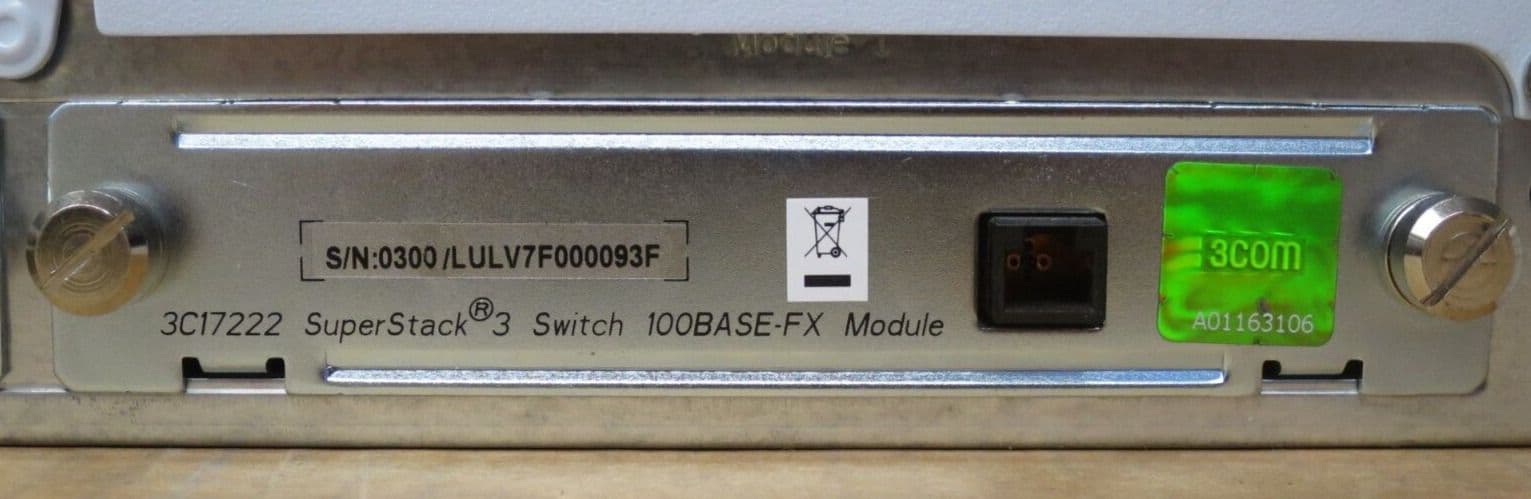 Module 1
S/N:0300 /LULV7F000093F
3C17222 SuperStack®3 Switch 100BASE-FX Module
3COM
A01163106